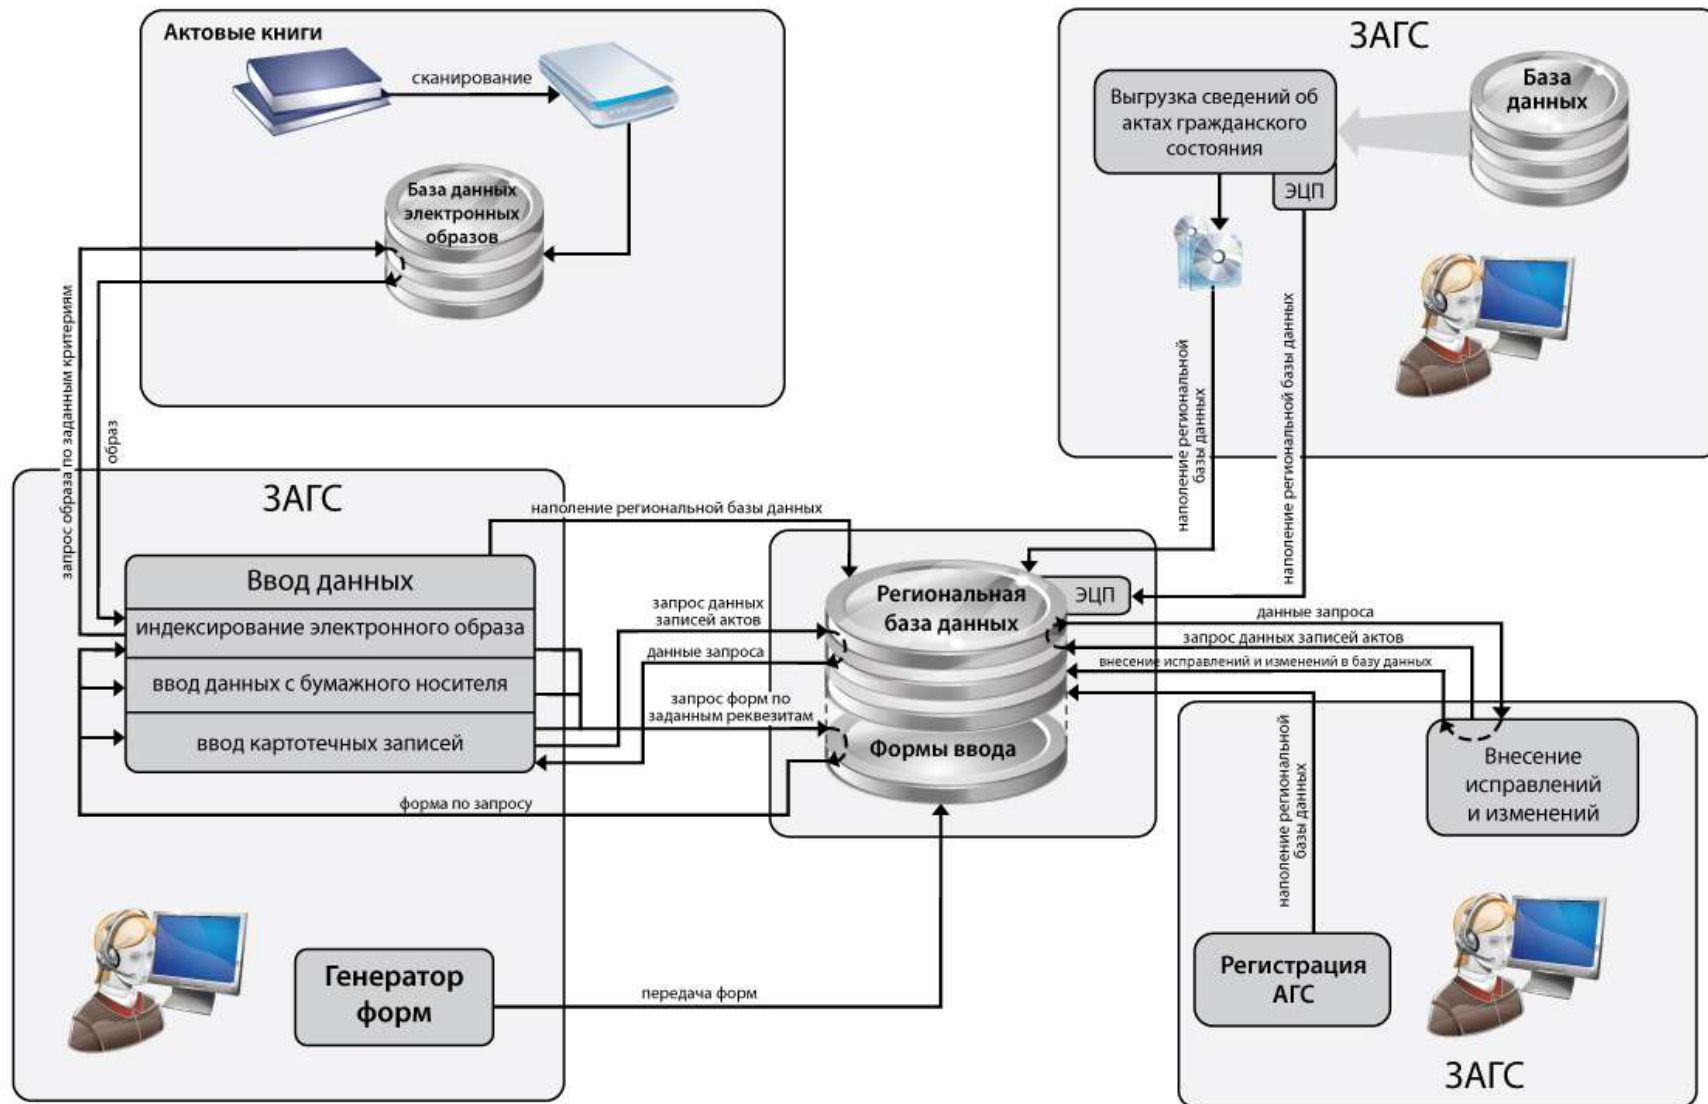 Актовые книги
сканирование
База данных
электронных
образов
запрос образа по заданным критериям
образ
ЗАГС
Выгрузка сведений об
актах гражданского
состояния
ЭЦП
База
данных
наполение региональной
базы данных
наполение региональной базы данных
ЗАГС
Ввод данных
индексирование электронного образа
ввод данных с бумажного носителя
ввод картотечных записей
наполение региональной базы данных
запрос данных
записей актов
данные запроса
запрос форм по
заданным реквезитам
форма по запросу
Генератор
форм
передача форм
Региональная
база данных
ЭЦП
Формы ввода
данные запроса
запрос данных записей актов
внесение исправлений и изменений в базу данных
наполение региональной
базы данных
Внесение
исправлений
и изменений
Регистрация
АГС
ЗАГС